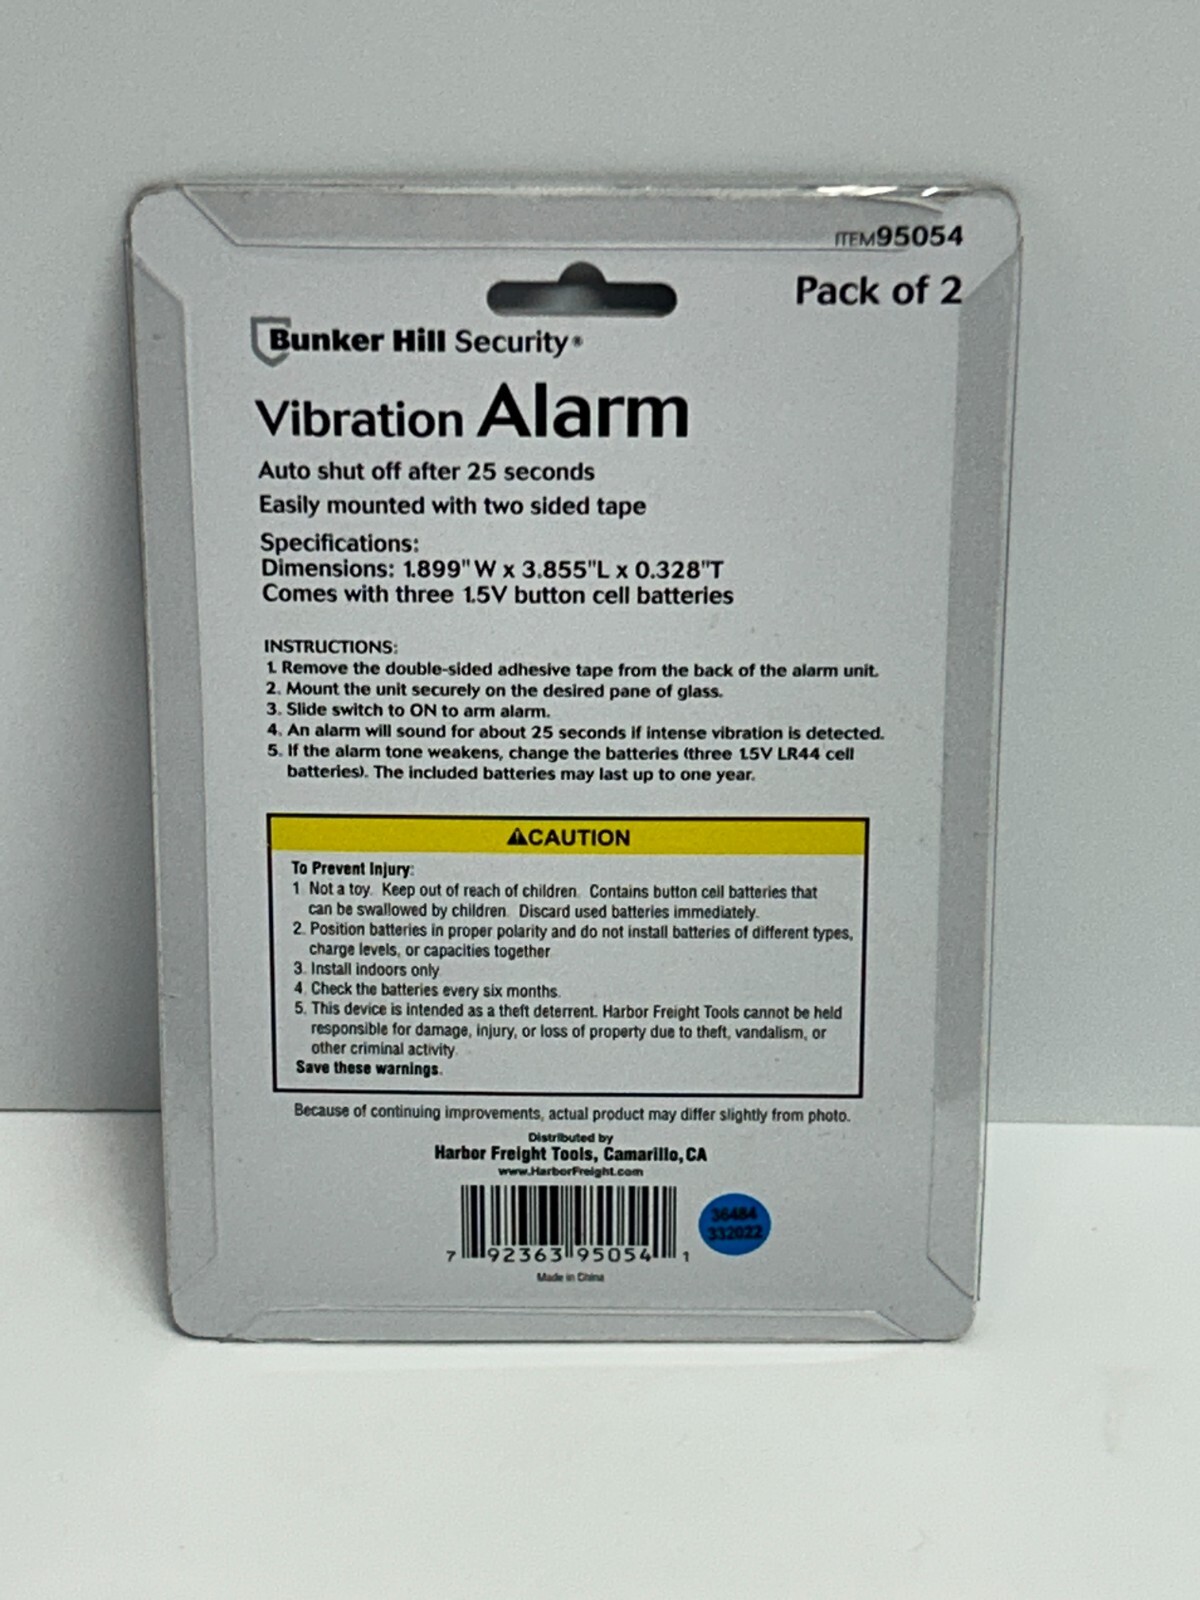 ITEM95054
Pack of 2
Bunker Hill Security®
Vibration Alarm
Auto shut off after 25 seconds
Easily mounted with two sided tape
Specifications:
Dimensions: 1.899" W x 3.855"L x 0.328"T
Comes with three 1.5V button cell batteries
INSTRUCTIONS:
1. Remove the double-sided adhesive tape from the back of the alarm unit.
2. Mount the unit securely on the desired pane of glass.
3. Slide switch to ON to arm alarm.
4. An alarm will sound for about 25 seconds if intense vibration is detected.
5. If the alarm tone weakens, change the batteries (three 1.5V LR44 cell
batteries). The included batteries may last up to one year.
⚠CAUTION
To Prevent Injury:
1. Not a toy. Keep out of reach of children. Contains button cell batteries that
can be swallowed by children. Discard used batteries immediately.
2. Position batteries in proper polarity and do not install batteries of different types,
charge levels, or capacities together.
3. Install indoors only.
4. Check the batteries every six months.
5. This device is intended as a theft deterrent. Harbor Freight Tools cannot be held
responsible for damage, injury, or loss of property due to theft, vandalism, or
other criminal activity.
Save these warnings.
Because of continuing improvements, actual product may differ slightly from photo.
Distributed by
Harbor Freight Tools, Camarillo, CA
www.HarborFreight.com
36484
332022
7 92363 95054 1
Made in China